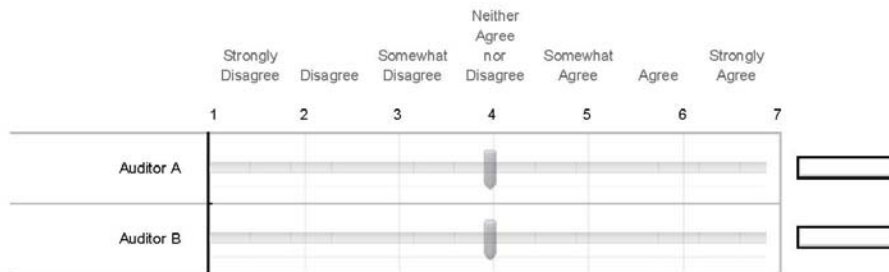 Strongly Disagree
Disagree
Somewhat Disagree
Neither Agree nor Disagree
Somewhat Agree
Agree
Strongly Agree
1 2 3 4 5 6 7
Auditor A
Auditor B